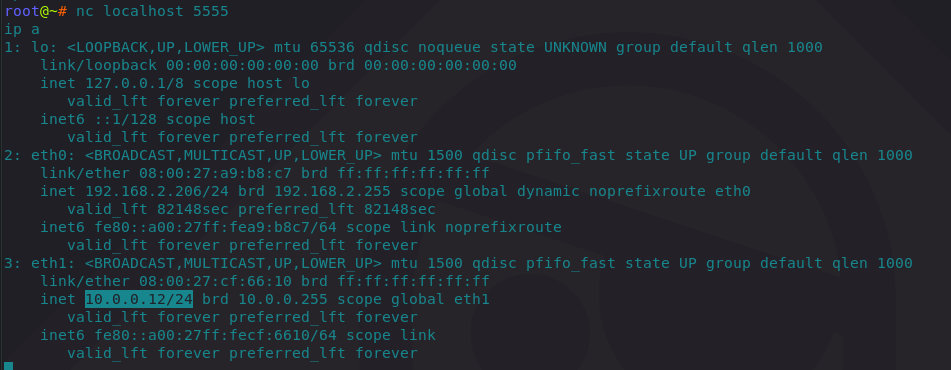 root@~# nc localhost 5555
ip a
1: lo: <LOOPBACK,UP,LOWER_UP> mtu 65536 qdisc noqueue state UNKNOWN group default qlen 1000
    link/loopback 00:00:00:00:00:00 brd 00:00:00:00:00:00
    inet 127.0.0.1/8 scope host lo
       valid_lft forever preferred_lft forever
    inet6 ::1/128 scope host
       valid_lft forever preferred_lft forever
2: eth0: <BROADCAST,MULTICAST,UP,LOWER_UP> mtu 1500 qdisc pfifo_fast state UP group default qlen 1000
    link/ether 08:00:27:a9:b8:c7 brd ff:ff:ff:ff:ff:ff
    inet 192.168.2.206/24 brd 192.168.2.255 scope global dynamic noprefixroute eth0
       valid_lft 82148sec preferred_lft 82148sec
    inet6 fe80::a00:27ff:fea9:b8c7/64 scope link noprefixroute
       valid_lft forever preferred_lft forever
3: eth1: <BROADCAST,MULTICAST,UP,LOWER_UP> mtu 1500 qdisc pfifo_fast state UP group default qlen 1000
    link/ether 08:00:27:cf:66:10 brd ff:ff:ff:ff:ff:ff
    inet 10.0.0.12/24 brd 10.0.0.255 scope global eth1
       valid_lft forever preferred_lft forever
    inet6 fe80::a00:27ff:fecf:6610/64 scope link
       valid_lft forever preferred_lft forever